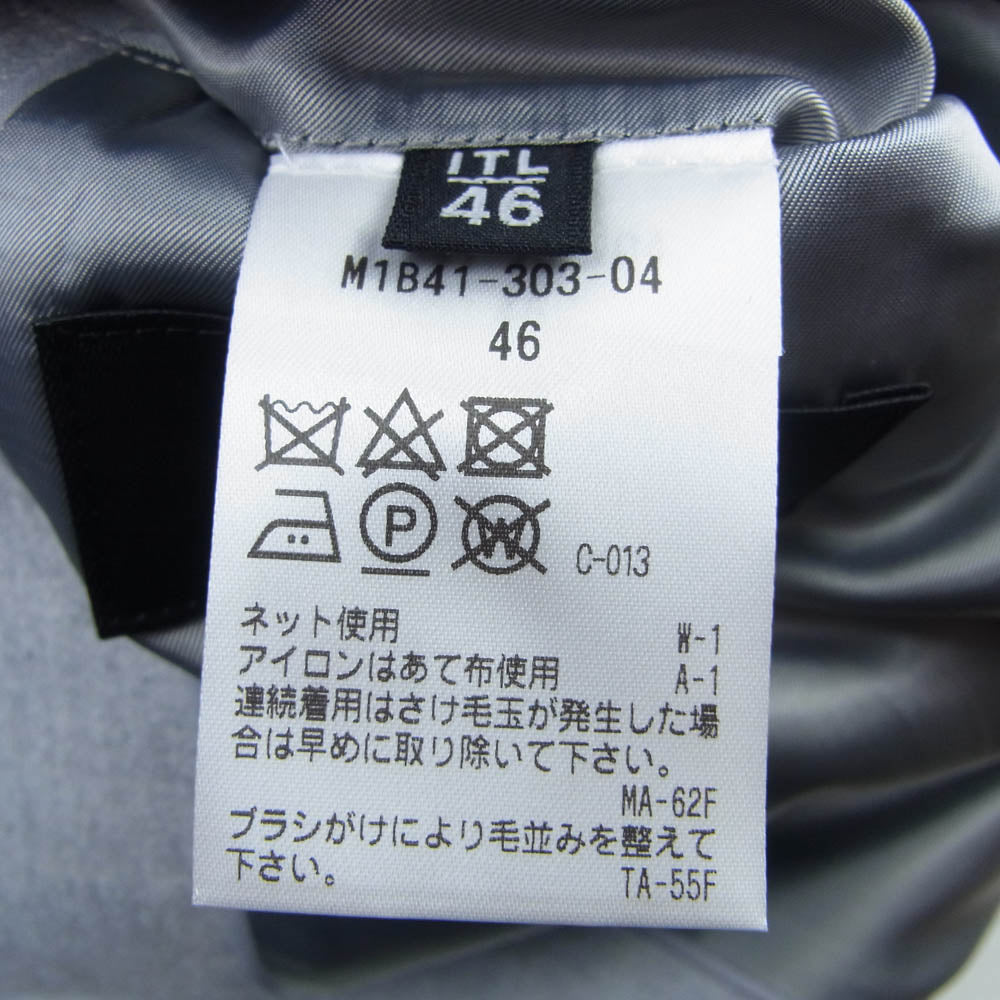 ITL
46
M1B41-303-04
46
P
W
C-013
ネット使用 W-1
アイロンはあて布使用 A-1
連続着用はさけ毛玉が発生した場
合は早めに取り除いて下さい。
MA-62F
ブラシがけにより毛並みを整えて
下さい。 TA-55F